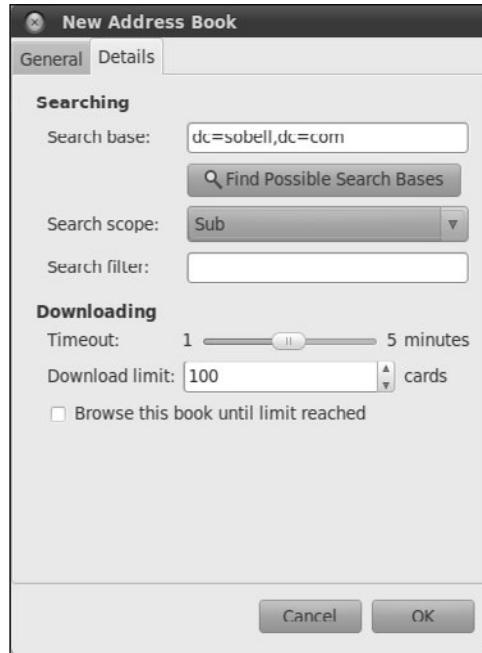 New Address Book
General Details
Searching
Search base: dc=sobell,dc=com
Find Possible Search Bases
Search scope: Sub
Search filter:
Downloading
Timeout: 1 5 minutes
Download limit: 100 cards
Browse this book until limit reached
Cancel OK